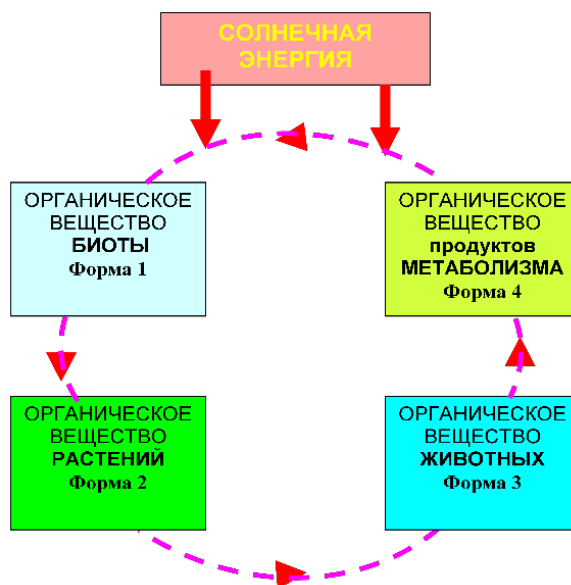 СОЛНЕЧНАЯ
ЭНЕРГИЯ
ОРГАНИЧЕСКОЕ
ВЕЩЕСТВО
БИОТЫ
Форма 1
ОРГАНИЧЕСКОЕ
ВЕЩЕСТВО
продуктов
МЕТАБОЛИЗМА
Форма 4
ОРГАНИЧЕСКОЕ
ВЕЩЕСТВО
РАСТЕНИЙ
Форма 2
ОРГАНИЧЕСКОЕ
ВЕЩЕСТВО
ЖИВОТНЫХ
Форма 3